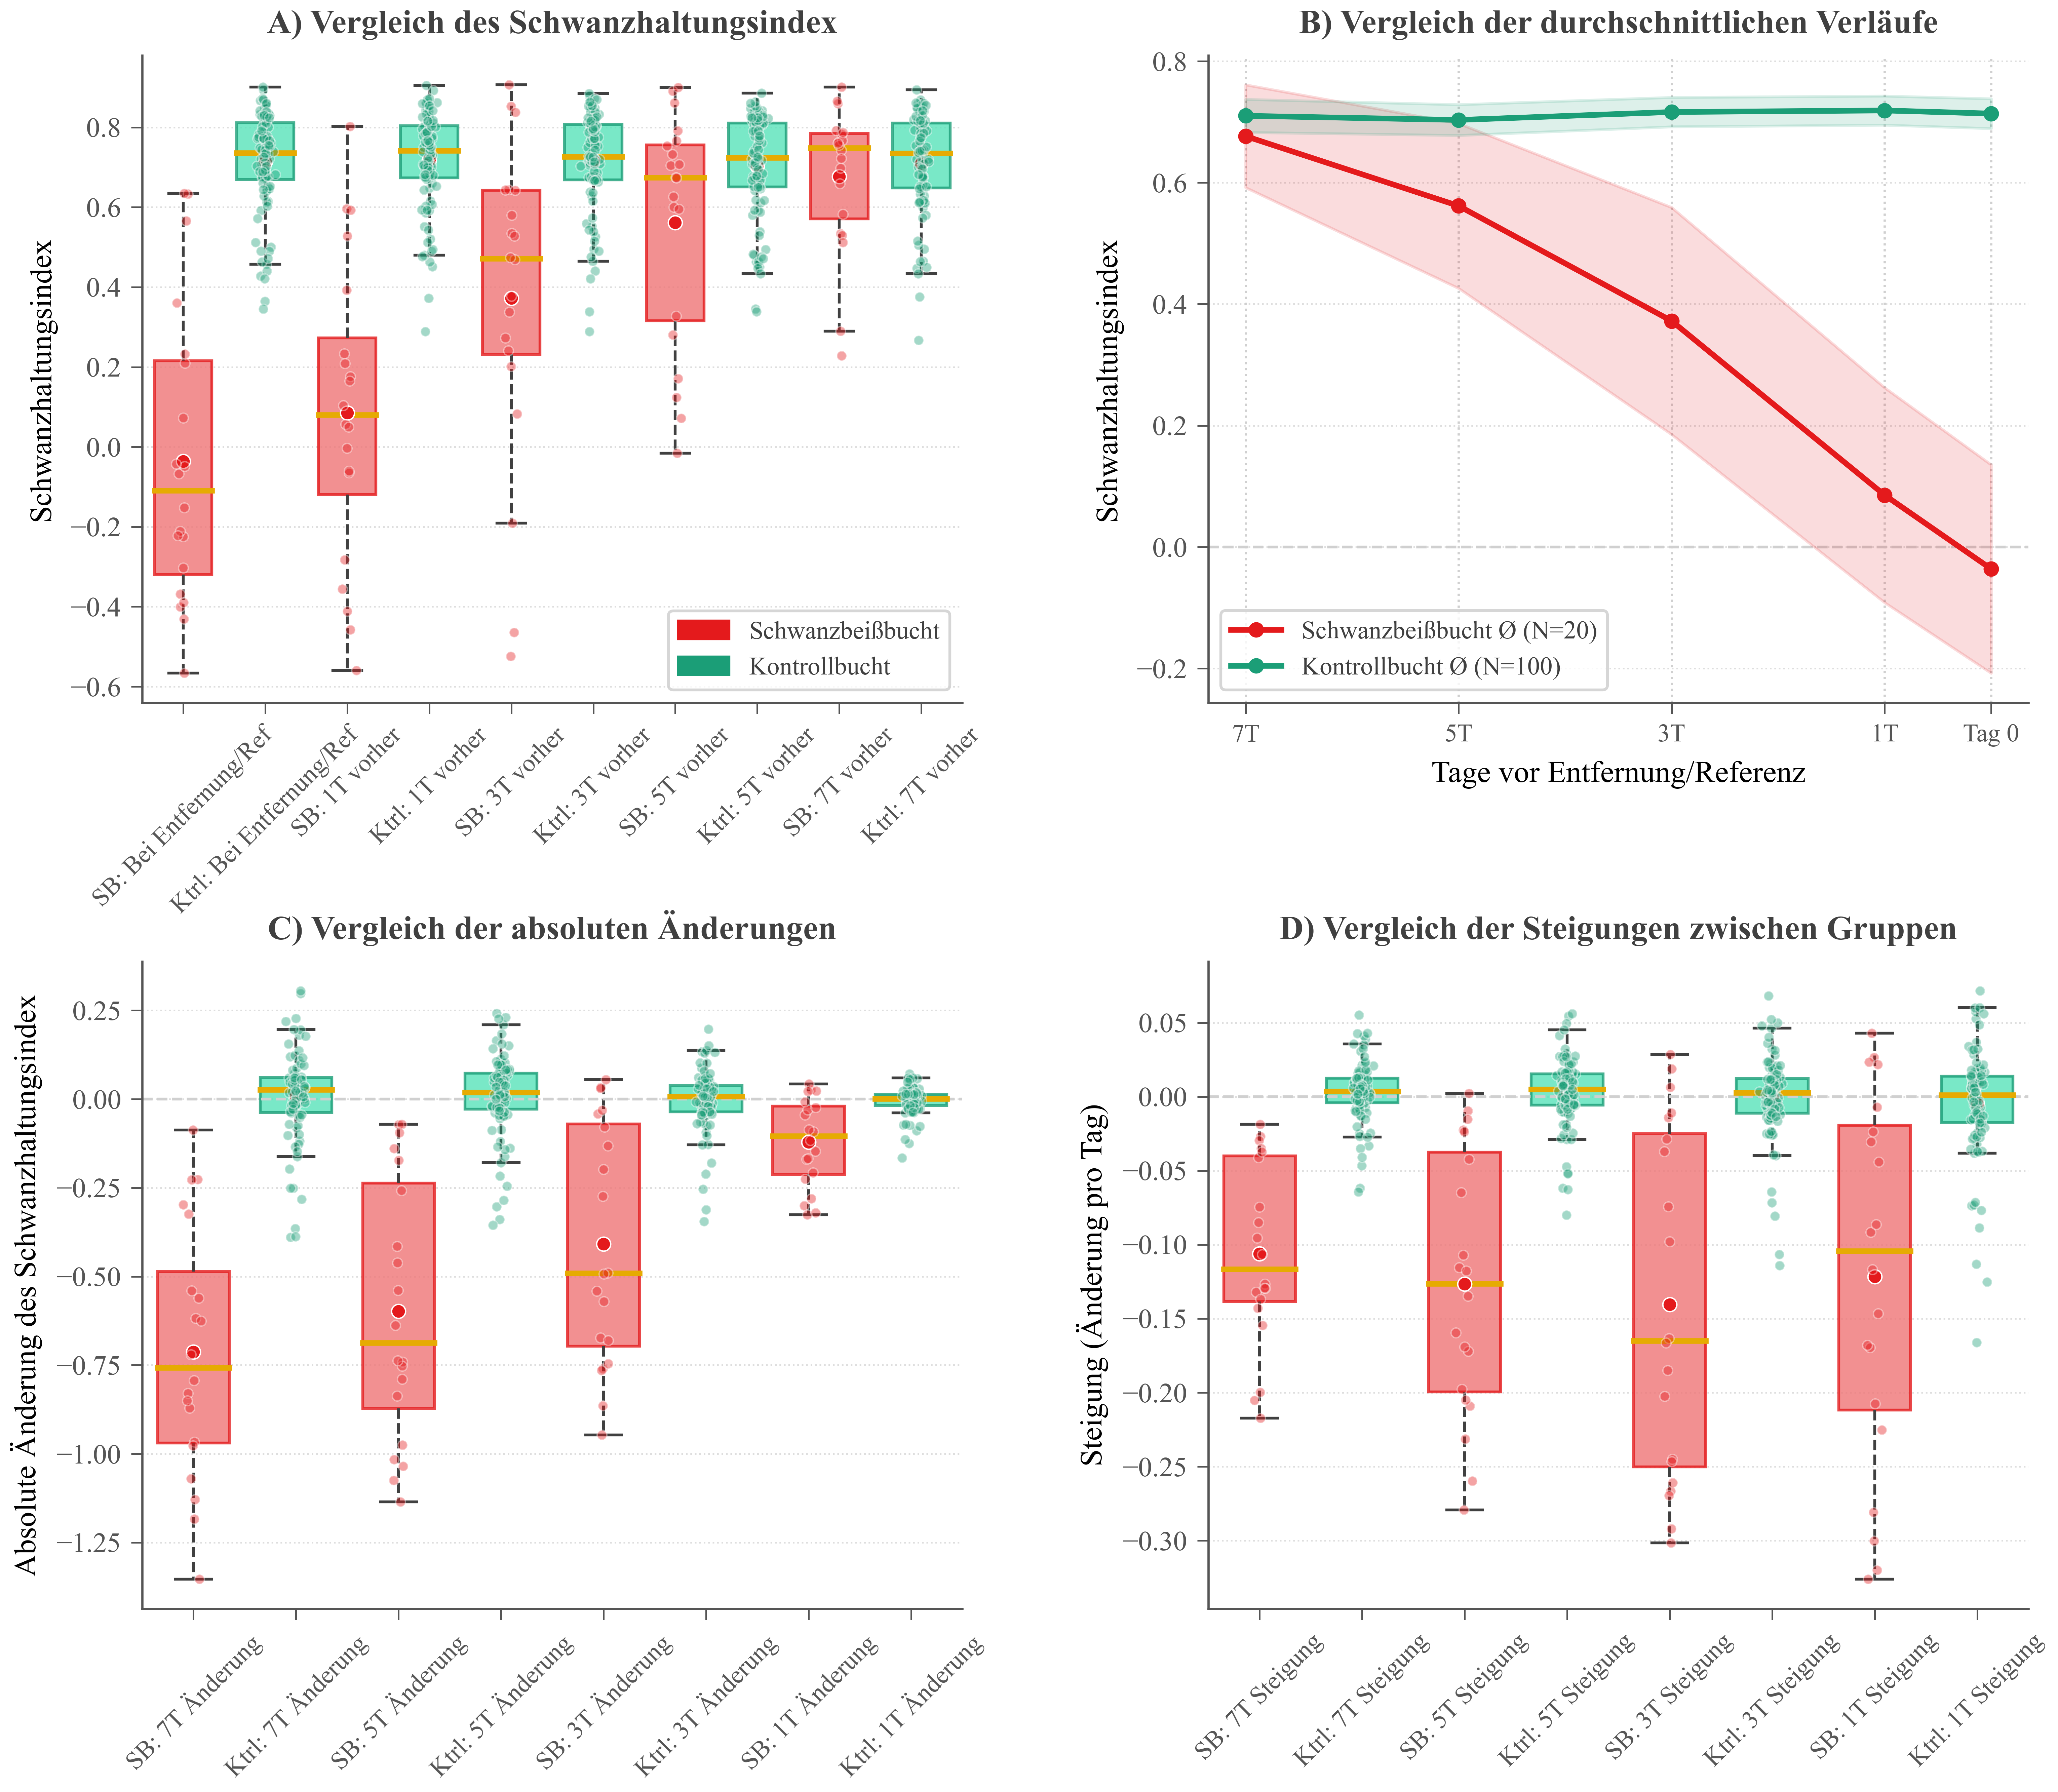 A) Vergleich des Schwanzhaltungsindex
Schwanzhaltungsindex
0.8
0.6
0.4
0.2
0.0
−0.2
−0.4
−0.6
Schwanzbeißbucht
Kontrollbucht
SB: Bei Entfernung/Ref
Ktrl: Bei Entfernung/Ref
SB: 1T vorher
Ktrl: 1T vorher
SB: 3T vorher
Ktrl: 3T vorher
SB: 5T vorher
Ktrl: 5T vorher
SB: 7T vorher
Ktrl: 7T vorher
B) Vergleich der durchschnittlichen Verläufe
Schwanzhaltungsindex
0.8
0.6
0.4
0.2
0.0
−0.2
Schwanzbeißbucht Ø (N=20)
Kontrollbucht Ø (N=100)
7T
5T
3T
1T
Tag 0
Tage vor Entfernung/Referenz
C) Vergleich der absoluten Änderungen
Absolute Änderung des Schwanzhaltungsindex
0.25
0.00
−0.25
−0.50
−0.75
−1.00
−1.25
SB: 7T Änderung
Ktrl: 7T Änderung
SB: 5T Änderung
Ktrl: 5T Änderung
SB: 3T Änderung
Ktrl: 3T Änderung
SB: 1T Änderung
Ktrl: 1T Änderung
D) Vergleich der Steigungen zwischen Gruppen
Steigung (Änderung pro Tag)
0.05
0.00
−0.05
−0.10
−0.15
−0.20
−0.25
−0.30
SB: 7T Steigung
Ktrl: 7T Steigung
SB: 5T Steigung
Ktrl: 5T Steigung
SB: 3T Steigung
Ktrl: 3T Steigung
SB: 1T Steigung
Ktrl: 1T Steigung